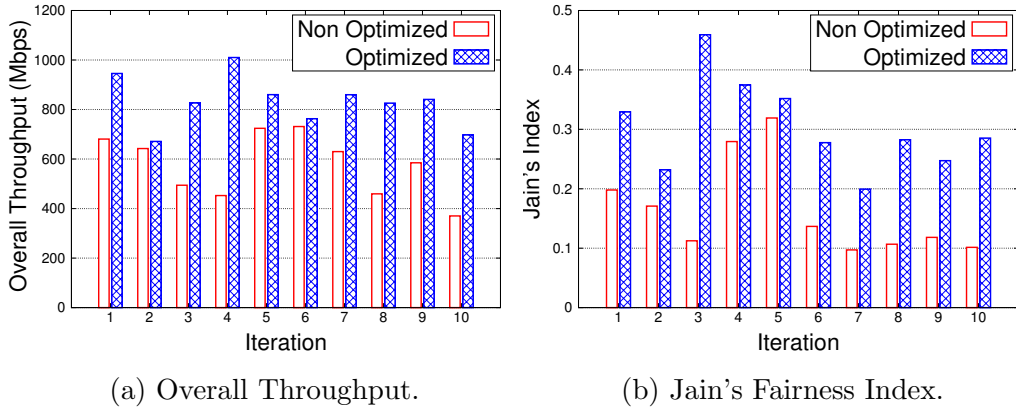 Overall Throughput (Mbps)
1200
1000
800
600
400
200
0
Non Optimized
Optimized
1 2 3 4 5 6 7 8 9 10
Iteration
(a) Overall Throughput.
Jain's Index
0.5
0.4
0.3
0.2
0.1
0
Non Optimized
Optimized
1 2 3 4 5 6 7 8 9 10
Iteration
(b) Jain's Fairness Index.